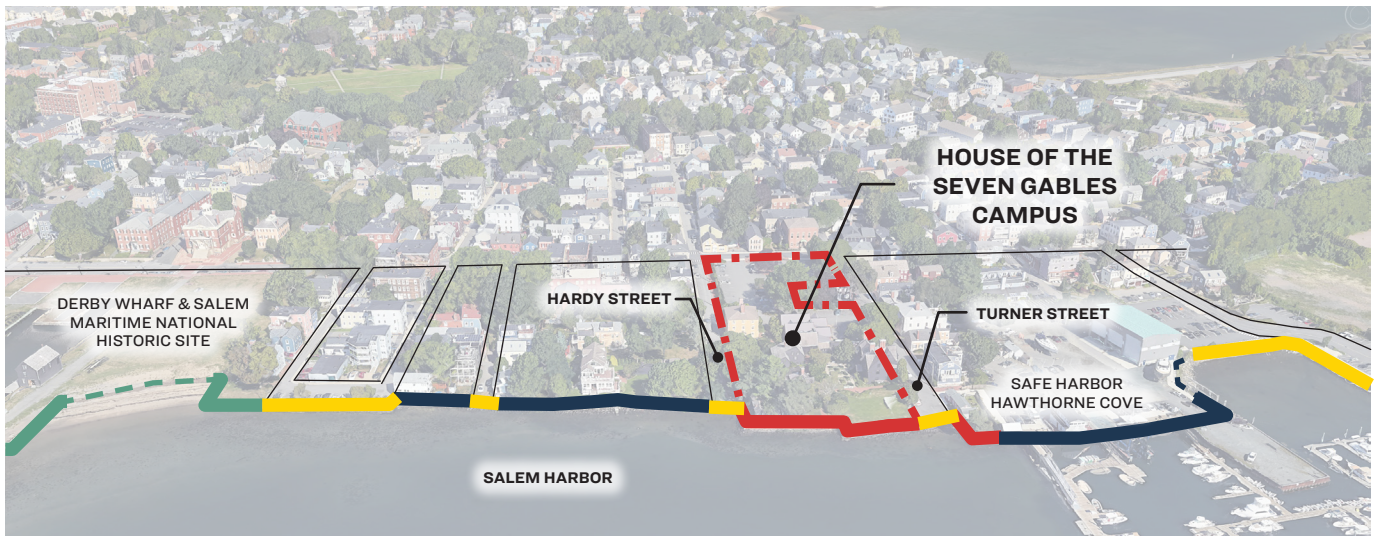 HOUSE OF THE
SEVEN GABLES
CAMPUS
HARDY STREET
DERBY WHARF & SALEM
MARITIME NATIONAL
HISTORIC SITE
TURNER STREET
SAFE HARBOR
HAWTHORNE COVE
SALEM HARBOR